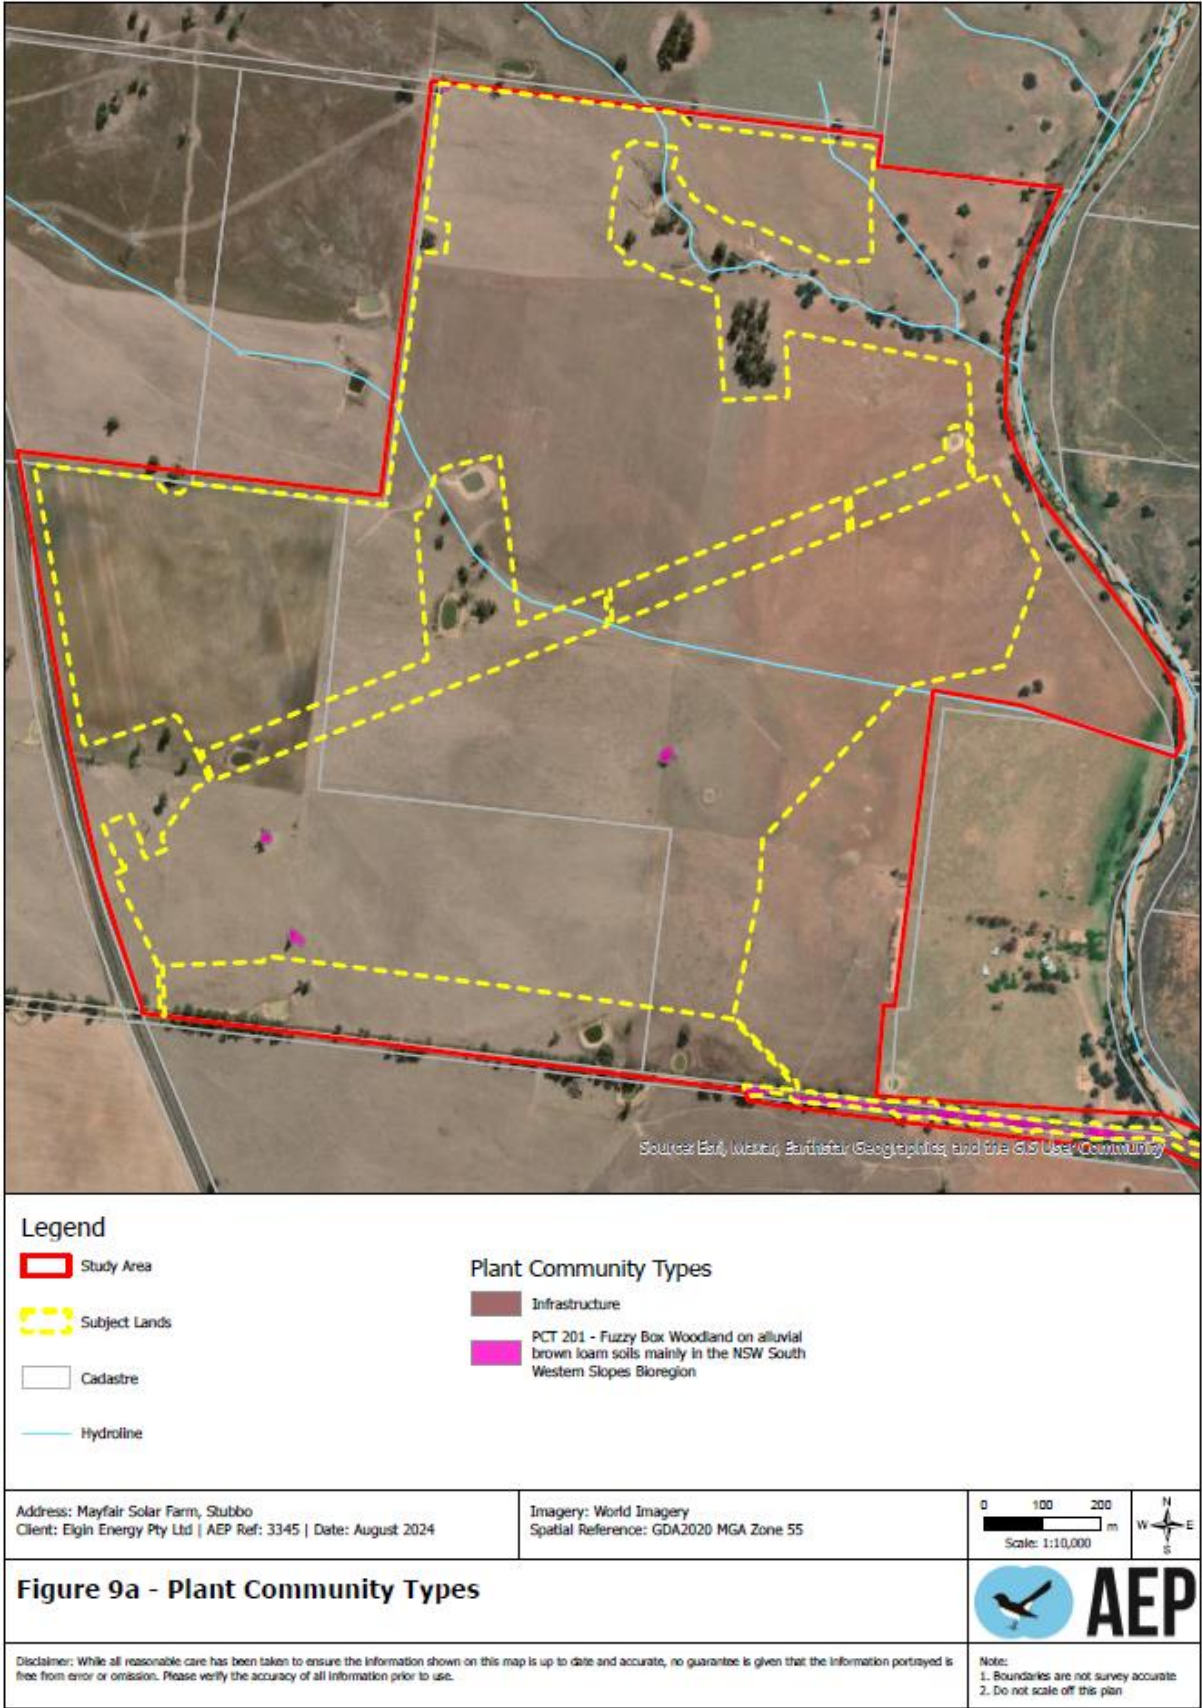 Source: Esri, Maxar, Earthstar Geographics, and the GIS User Community
Legend
Study Area
Subject Lands
Cadastre
Hydroline
Plant Community Types
Infrastructure
PCT 201 - Fuzzy Box Woodland on alluvial
brown loam soils mainly in the NSW South
Western Slopes Bioregion
Address: Mayfair Solar Farm, Stubbo
Client: Elgin Energy Pty Ltd | AEP Ref: 3345 | Date: August 2024
Imagery: World Imagery
Spatial Reference: GDA2020 MGA Zone 55
0 100 200
m
Scale: 1:10,000
N
W E
S
Figure 9a - Plant Community Types
AEP
Disclaimer: While all reasonable care has been taken to ensure the information shown on this map is up to date and accurate, no guarantee is given that the information portrayed is
free from error or omission. Please verify the accuracy of all information prior to use.
Note:
1. Boundaries are not survey accurate
2. Do not scale off this plan